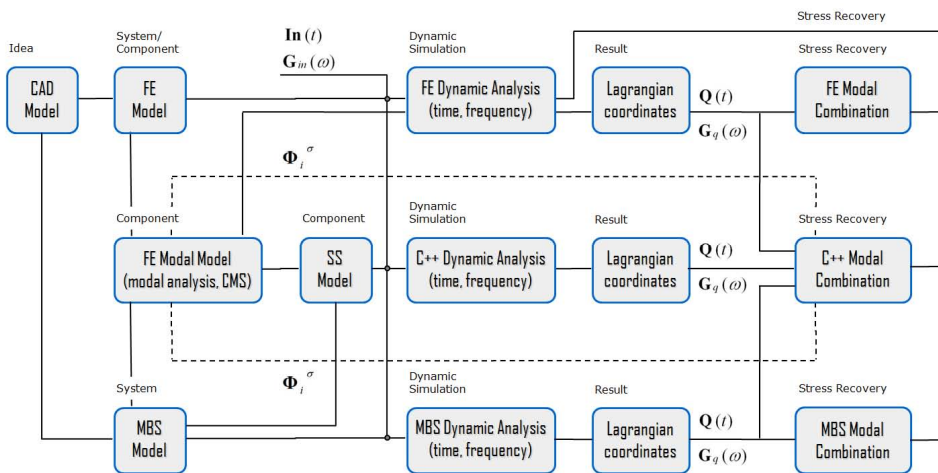 Stress Recovery
Idea
System/
Component
In(t)
G_in(ω)
Dynamic
Simulation
Result
Stress Recovery
CAD
Model
FE
Model
FE Dynamic Analysis
(time, frequency)
Lagrangian
coordinates
Q(t)
G_q(ω)
FE Modal
Combination
Φ_i^σ
Component
Component
Dynamic
Simulation
Result
Stress Recovery
FE Modal Model
(modal analysis, CMS)
SS
Model
C++ Dynamic Analysis
(time, frequency)
Lagrangian
coordinates
Q(t)
G_q(ω)
C++ Modal
Combination
Φ_i^σ
System
Dynamic
Simulation
Result
Stress Recovery
MBS
Model
MBS Dynamic Analysis
(time, frequency)
Lagrangian
coordinates
Q(t)
G_q(ω)
MBS Modal
Combination